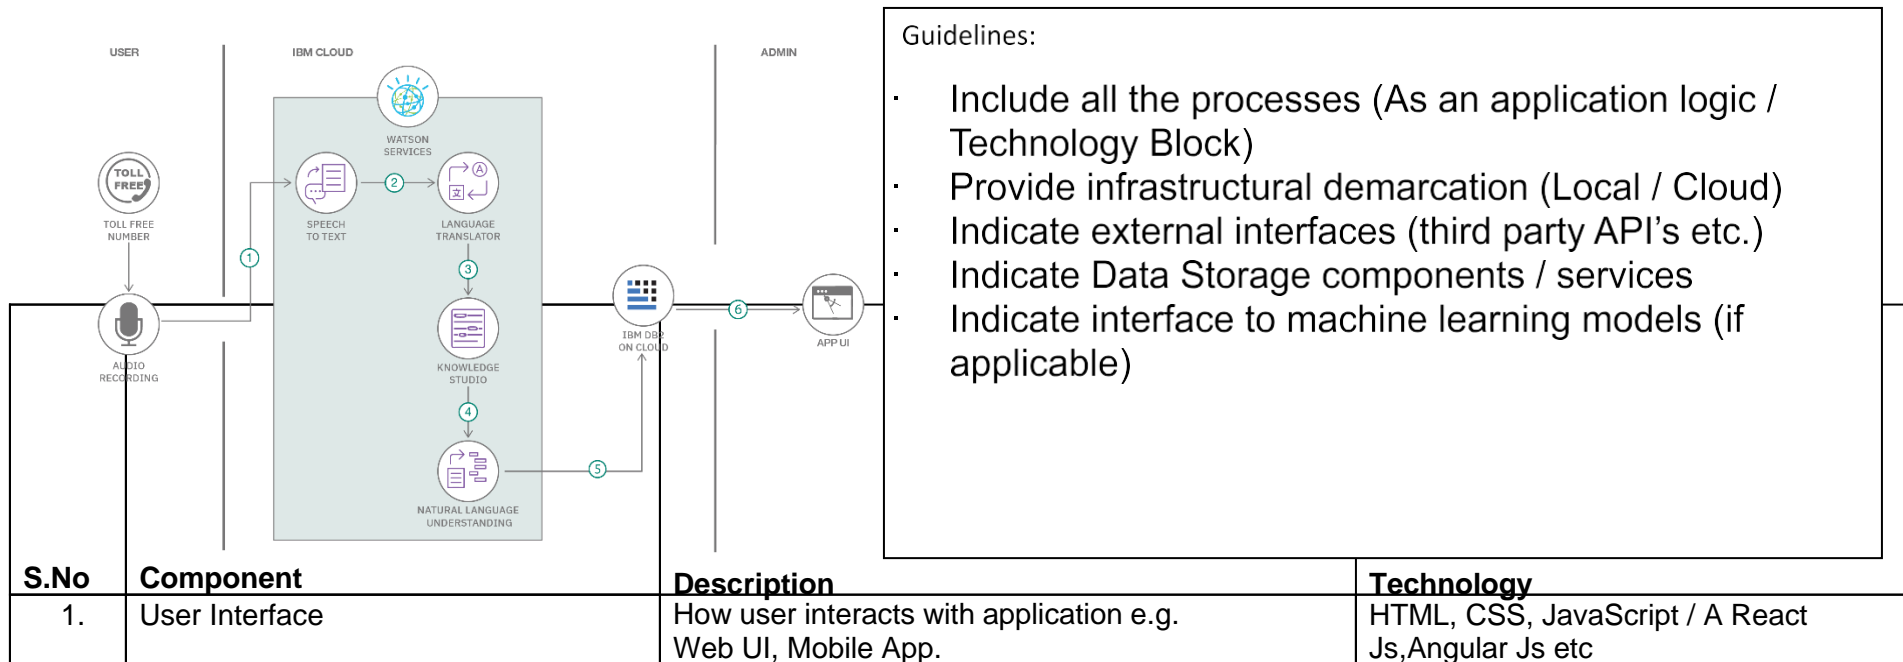 USER
IBM CLOUD
ADMIN
WATSON
SERVICES
TOLL
FREE
TOLL FREE
NUMBER
1
SPEECH
TO TEXT
2
A
文
LANGUAGE
TRANSLATOR
3
AUDIO
RECORDING
KNOWLEDGE
STUDIO
4
NATURAL LANGUAGE
UNDERSTANDING
5
IBM DB2
ON CLOUD
6
APP UI
Guidelines:
· Include all the processes (As an application logic /
Technology Block)
· Provide infrastructural demarcation (Local / Cloud)
· Indicate external interfaces (third party API's etc.)
· Indicate Data Storage components / services
· Indicate interface to machine learning models (if
applicable)
S.No Component Description Technology
1. User Interface How user interacts with application e.g. HTML, CSS, JavaScript / A React
Web UI, Mobile App. Js,Angular Js etc